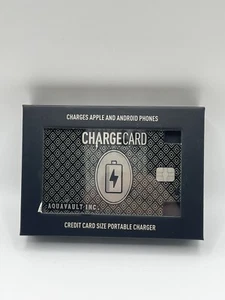 CHARGES APPLE AND ANDROID PHONES
CHARGECARD
AQUAVAULT INC.
CREDIT CARD SIZE PORTABLE CHARGER